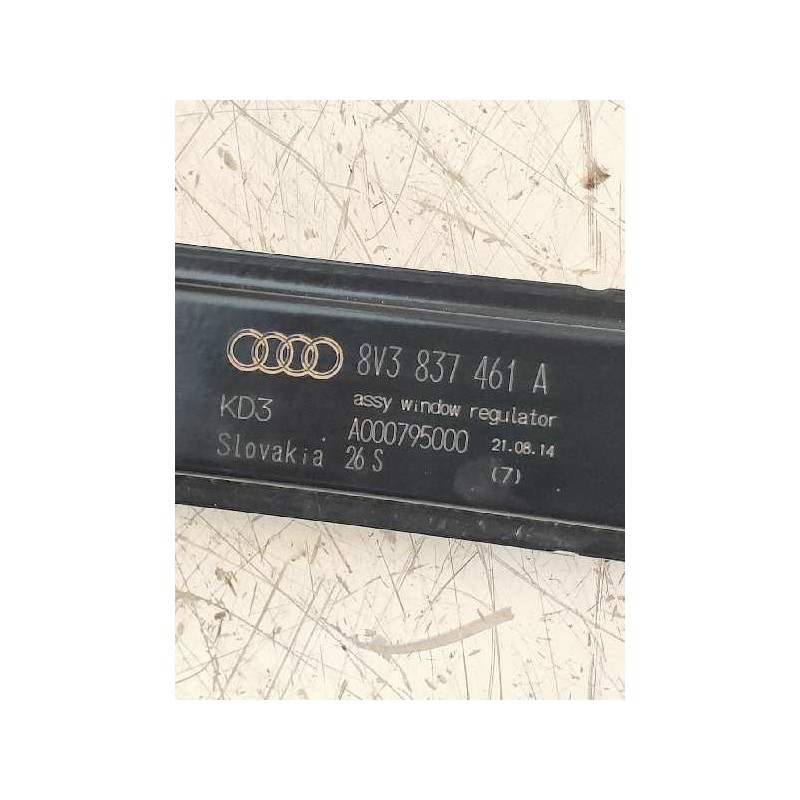 8V3 837 461 A
assy window regulator
KD3 A000795000 21.08.14
Slovakia 26 S (7)